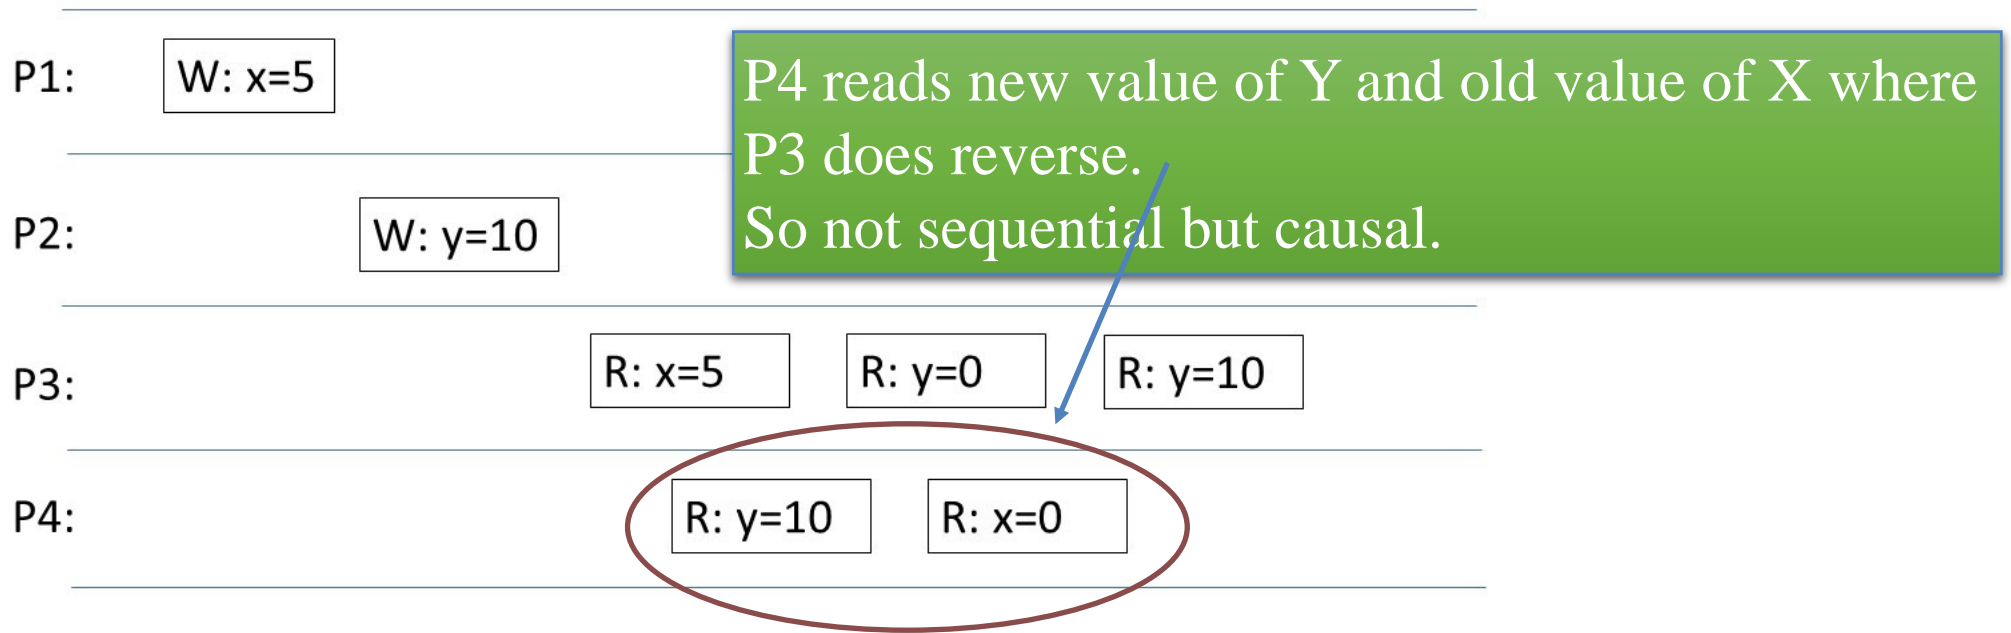 P1: W: x=5
P4 reads new value of Y and old value of X where
P3 does reverse.
So not sequential but causal.
P2: W: y=10
P3: R: x=5 R: y=0 R: y=10
P4: R: y=10 R: x=0